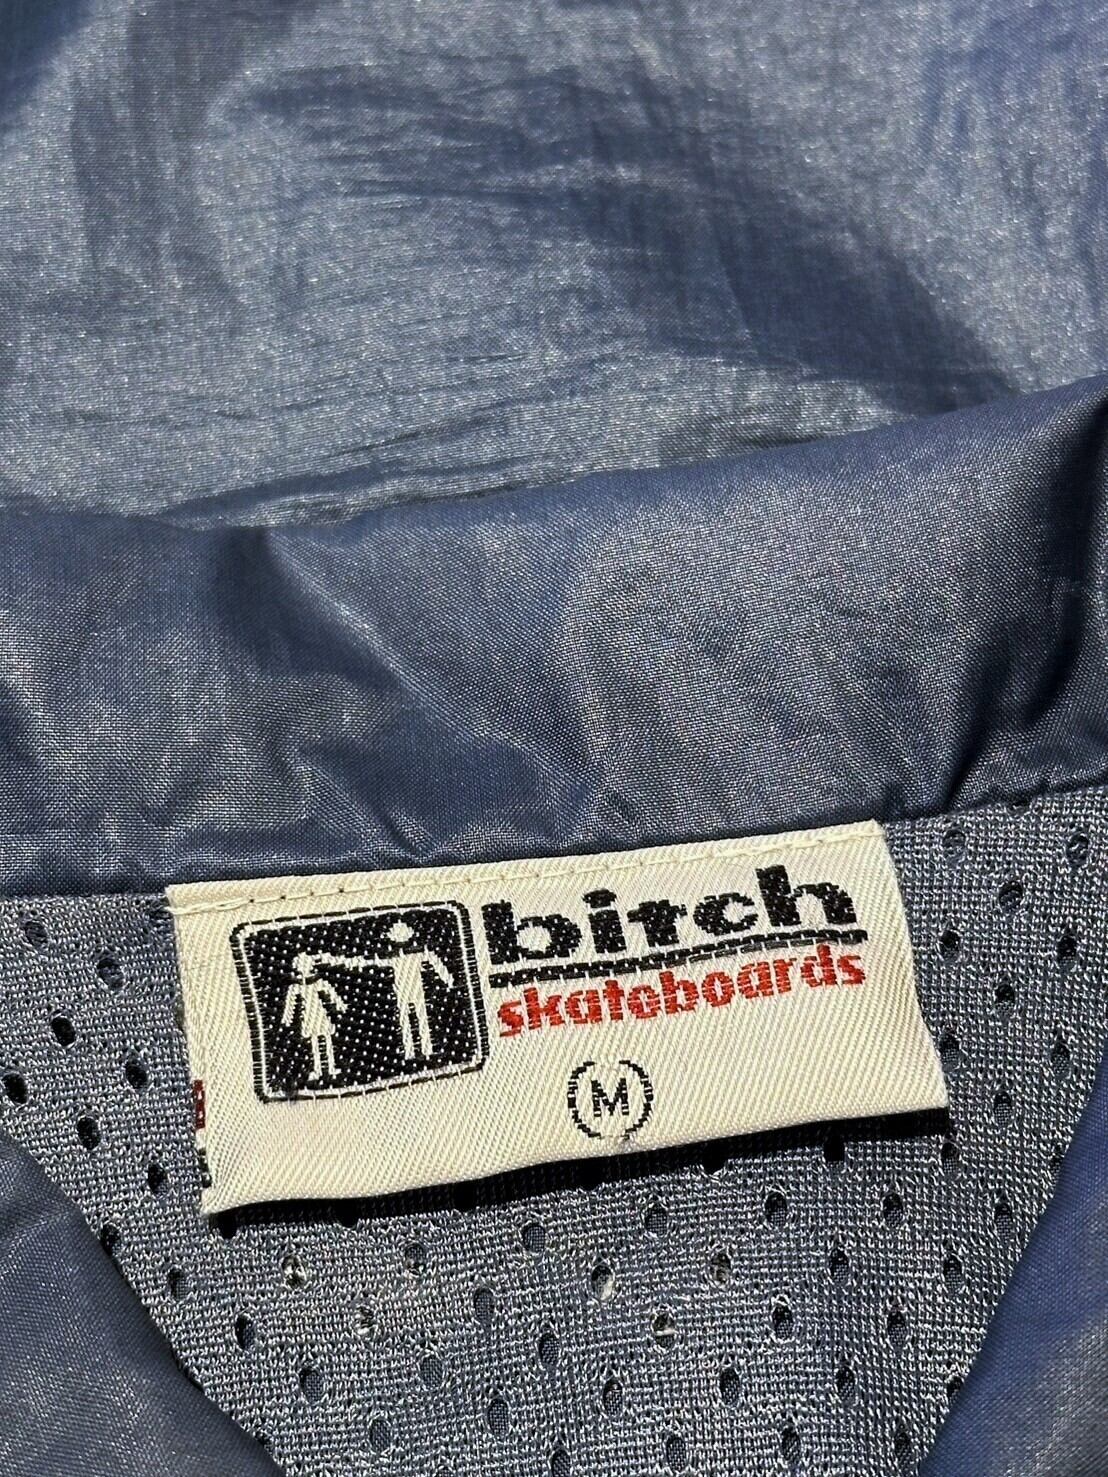 bitch
skateboards
(M)